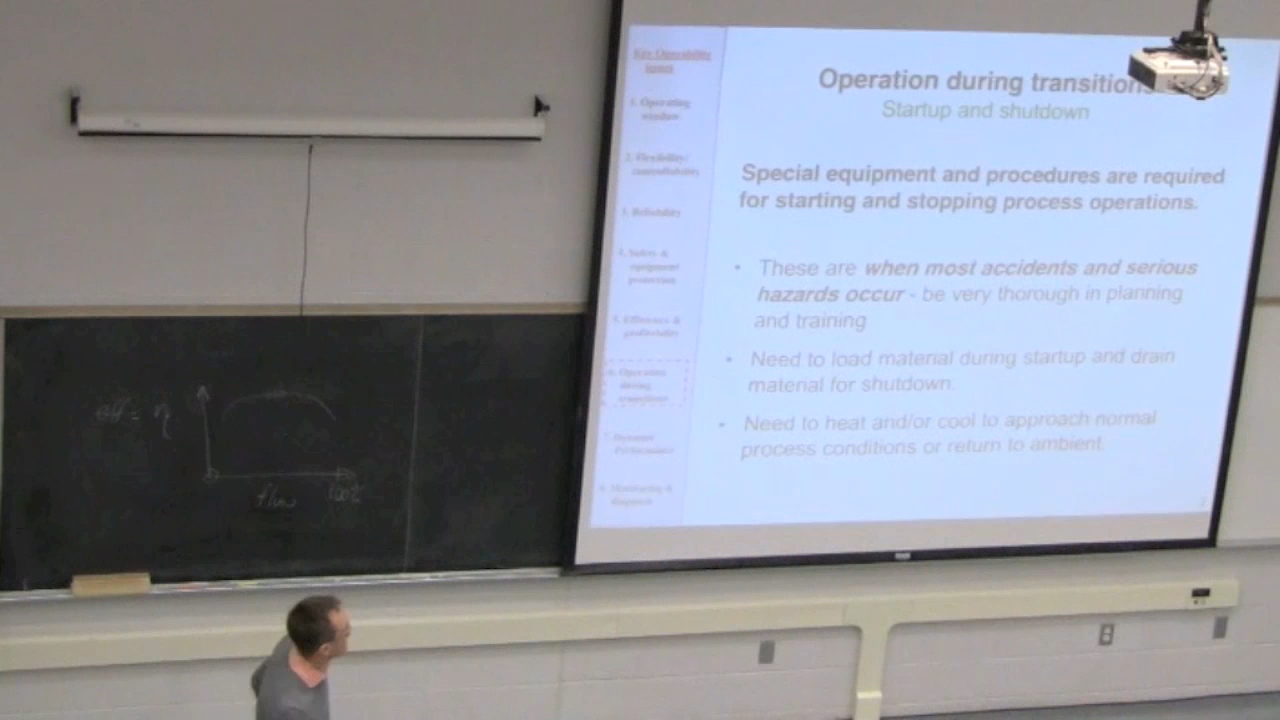 eff = η
flow
100%
Key Operability
issues
1. Operating
window
2. Flexibility/
controllability
3. Reliability
4. Safety &
equipment
protection
5. Efficiency &
profitability
6. Operation
during
transitions
7. Dynamic
Performance
8. Monitoring &
diagnosis
Operation during transitions
Startup and shutdown
Special equipment and procedures are required
for starting and stopping process operations.
• These are when most accidents and serious
hazards occur - be very thorough in planning
and training
• Need to load material during startup and drain
material for shutdown.
• Need to heat and/or cool to approach normal
process conditions or return to ambient.